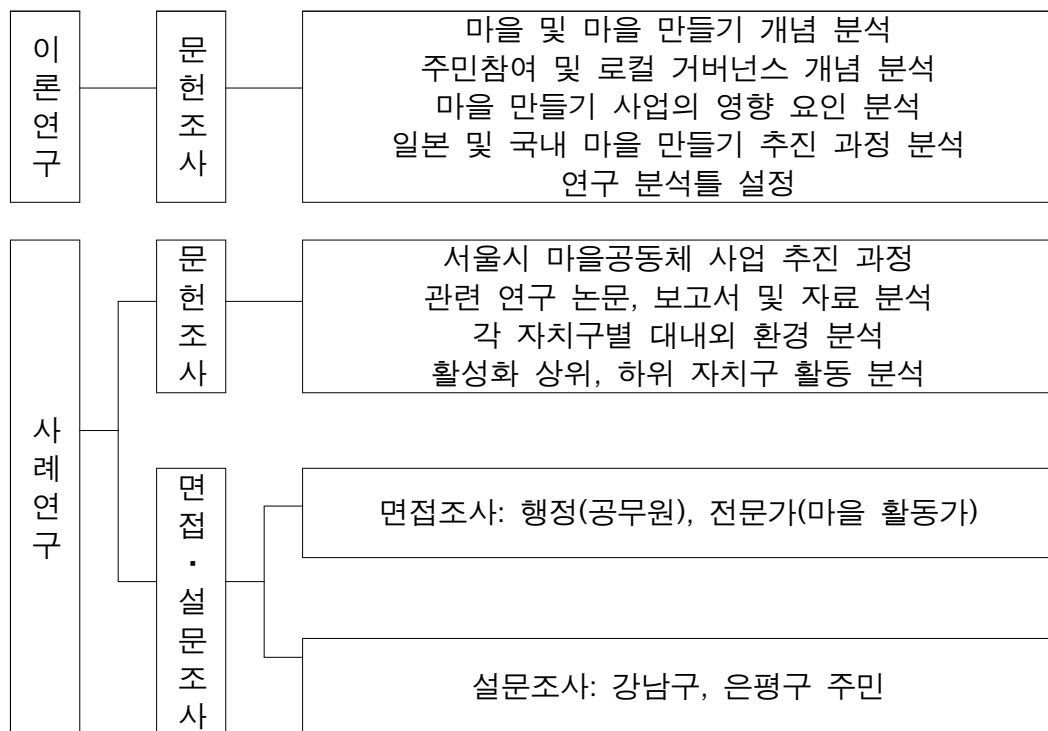 이론연구
문헌조사
마을 및 마을 만들기 개념 분석
주민참여 및 로컬 거버넌스 개념 분석
마을 만들기 사업의 영향 요인 분석
일본 및 국내 마을 만들기 추진 과정 분석
연구 분석틀 설정
사례연구
문헌조사
서울시 마을공동체 사업 추진 과정
관련 연구 논문, 보고서 및 자료 분석
각 자치구별 대내외 환경 분석
활성화 상위, 하위 자치구 활동 분석
면접·설문조사
면접조사: 행정(공무원), 전문가(마을 활동가)
설문조사: 강남구, 은평구 주민